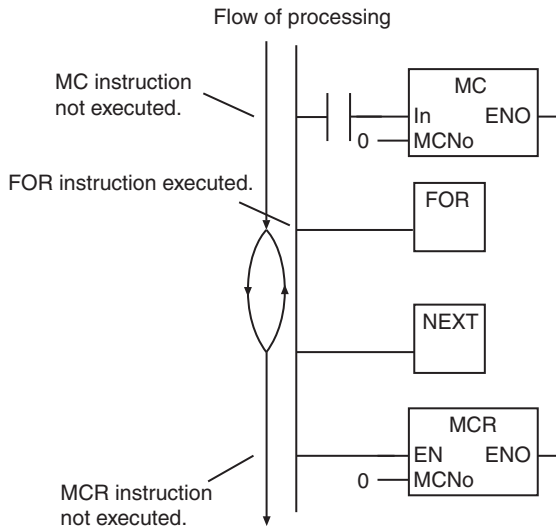 Flow of processing
MC instruction
not executed.
MC
In ENO
0 MCNo
FOR instruction executed.
FOR
NEXT
MCR
EN ENO
0 MCNo
MCR instruction
not executed.